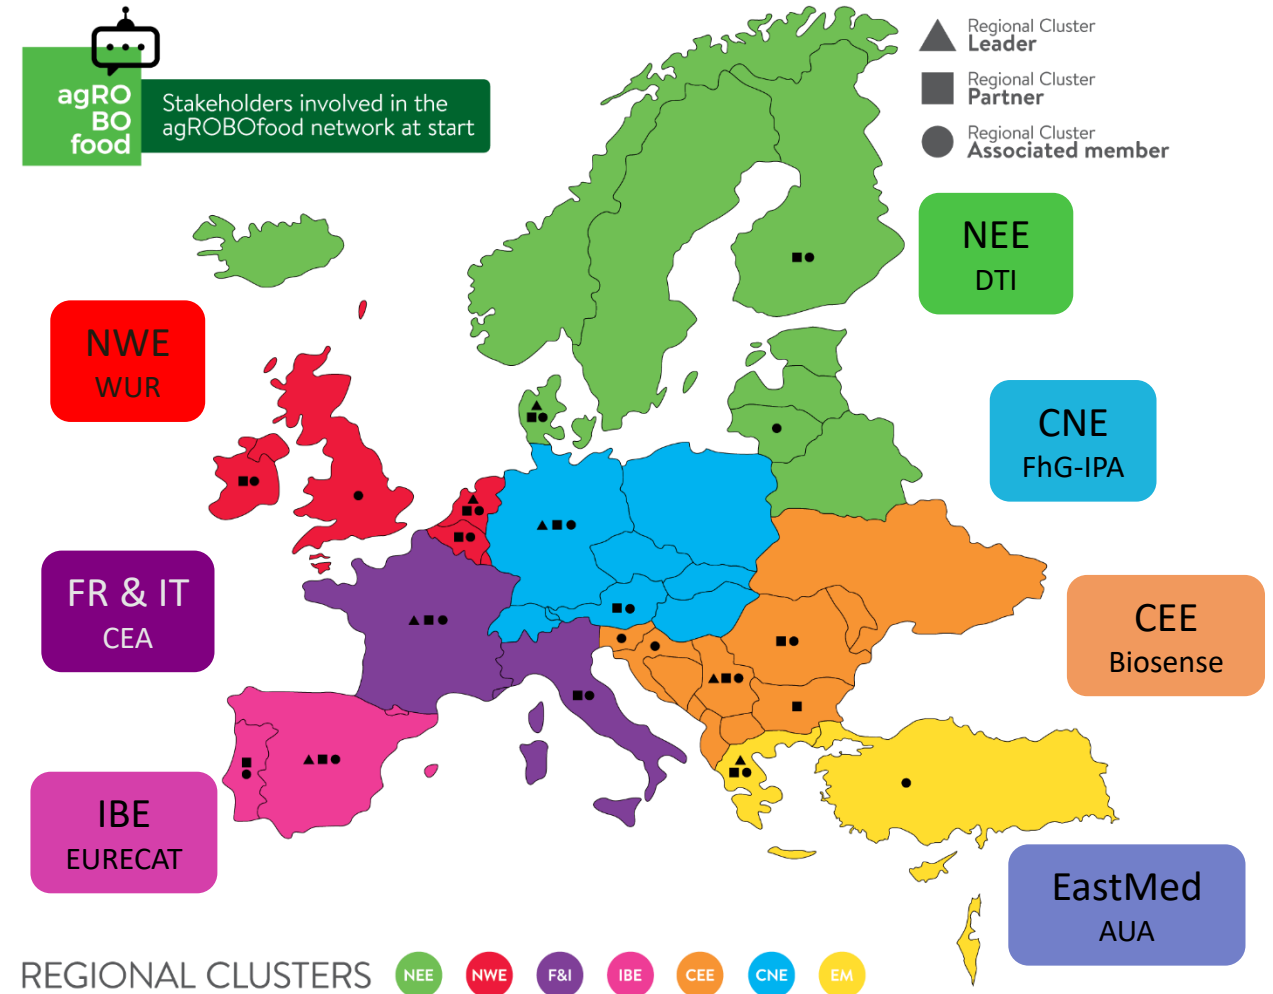 agRO
BO
food
Stakeholders involved in the
agROBOfood network at start
Regional Cluster
Leader
Regional Cluster
Partner
Regional Cluster
Associated member
NEE
DTI
NWE
WUR
CNE
FhG-IPA
FR & IT
CEA
CEE
Biosense
IBE
EURECAT
EastMed
AUA
REGIONAL CLUSTERS
NEE
NWE
F&I
IBE
CEE
CNE
EM